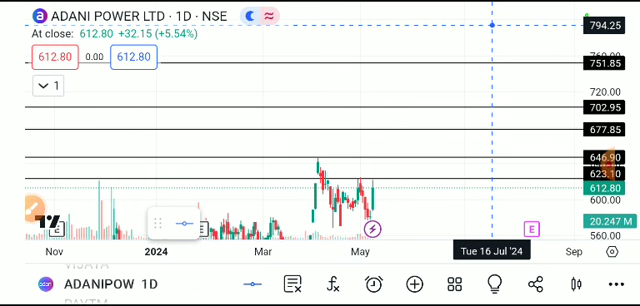 ADANI POWER LTD · 1D · NSE
At close: 612.80 +32.15 (+5.54%)
612.80 0.00 612.80
1
794.25
751.85
720.00
702.95
677.85
646.90
623.10
612.80
600.00
20.247 M
560.00
E E E
Nov 2024 Mar May Tue 16 Jul '24 Sep
ADANIPOW 1D